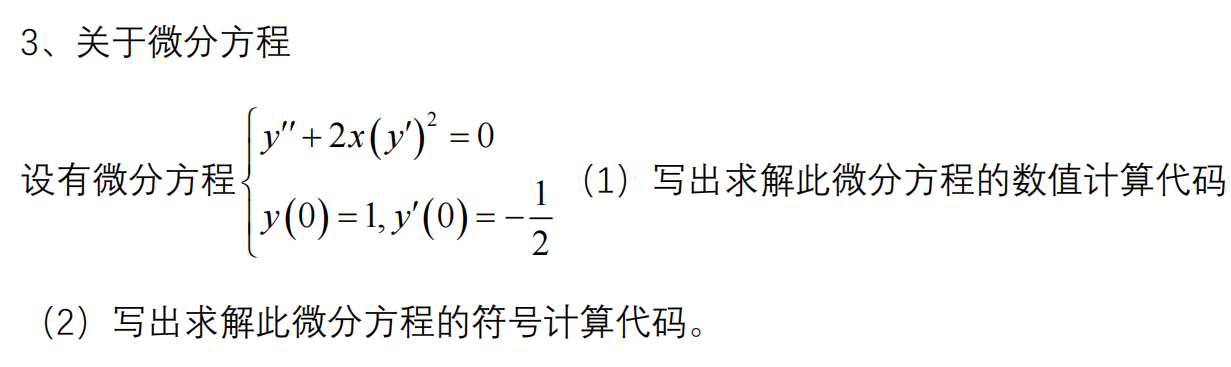 3、关于微分方程
设有微分方程{y″+2x(y′)²=0 y(0)=1, y′(0)=-1/2 （1）写出求解此微分方程的数值计算代码
（2）写出求解此微分方程的符号计算代码。